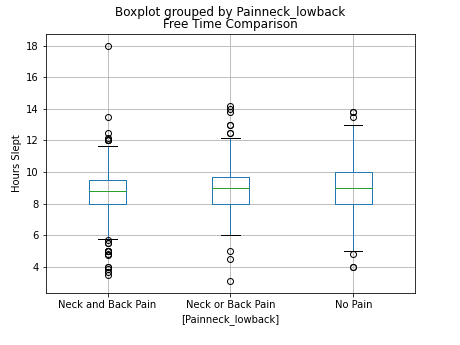 Boxplot grouped by Painneck_lowback
Free Time Comparison
18
16
14
12
10
8
6
4
Hours Slept
Neck and Back Pain
Neck or Back Pain
No Pain
[Painneck_lowback]